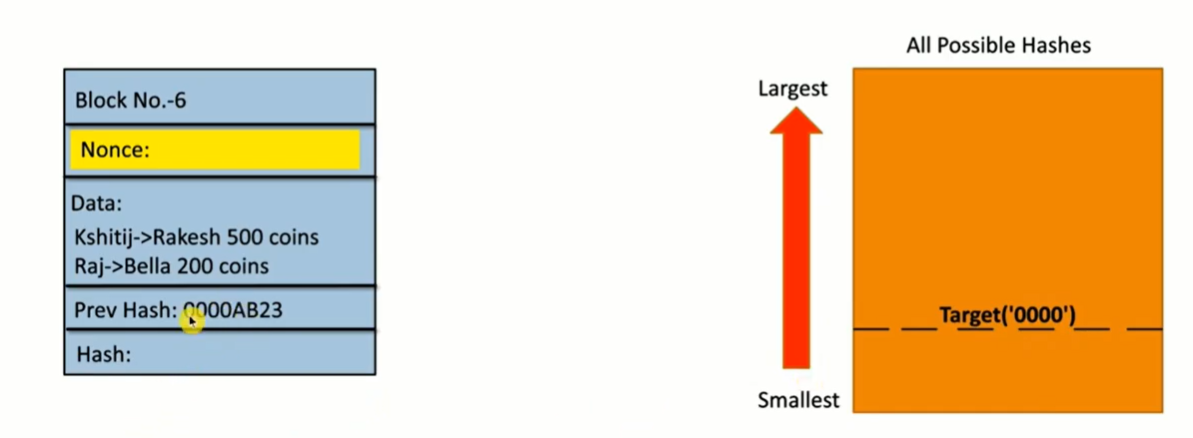 Block No.-6
Nonce:
Data:
Kshitij->Rakesh 500 coins
Raj->Bella 200 coins
Prev Hash: 0000AB23
Hash:
All Possible Hashes
Largest
Target('0000')
Smallest